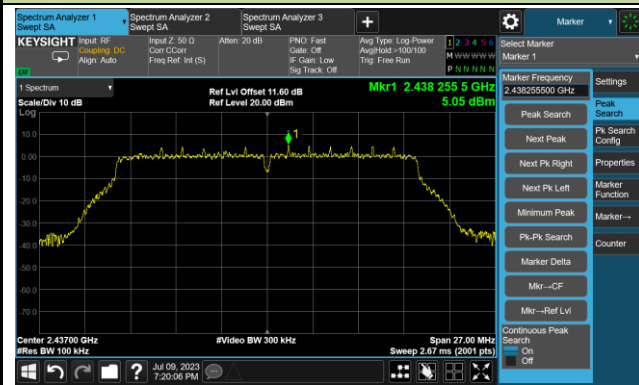 Spectrum Analyzer 1
Swept SA
Spectrum Analyzer 2
Swept SA
Spectrum Analyzer 3
Swept SA
Marker
KEYSIGHT
Input: RF
Coupling: DC
Align: Auto
Input Z: 50 Ω
Corr CCorr
Freq Ref: Int (S)
Atten: 20 dB
PNO: Fast
Gate: Off
IF Gain: Low
Sig Track: Off
Avg Type: Log-Power
Avg|Hold:>100/100
Trig: Free Run
1 2 3 4 5 6
M W W W W W
P N N N N N
Select Marker
Marker 1
1 Spectrum
Scale/Div 10 dB
Log
Ref Lvl Offset 11.60 dB
Ref Level 20.00 dBm
Mkr1 2.438 255 5 GHz
5.05 dBm
10.0
0.00
-10.0
-20.0
-30.0
-40.0
-50.0
-60.0
-70.0
1
Center 2.43700 GHz
#Res BW 100 kHz
#Video BW 300 kHz
Span 27.00 MHz
Sweep 2.67 ms (2001 pts)
Marker Frequency
2.438255500 GHz
Peak Search
Next Peak
Next Pk Right
Next Pk Left
Minimum Peak
Pk-Pk Search
Marker Delta
Mkr→CF
Mkr→Ref Lvl
Continuous Peak
Search
On
Off
Settings
Peak
Search
Pk Search
Config
Properties
Marker
Function
Marker→
Counter
Jul 09, 2023
7:20:06 PM